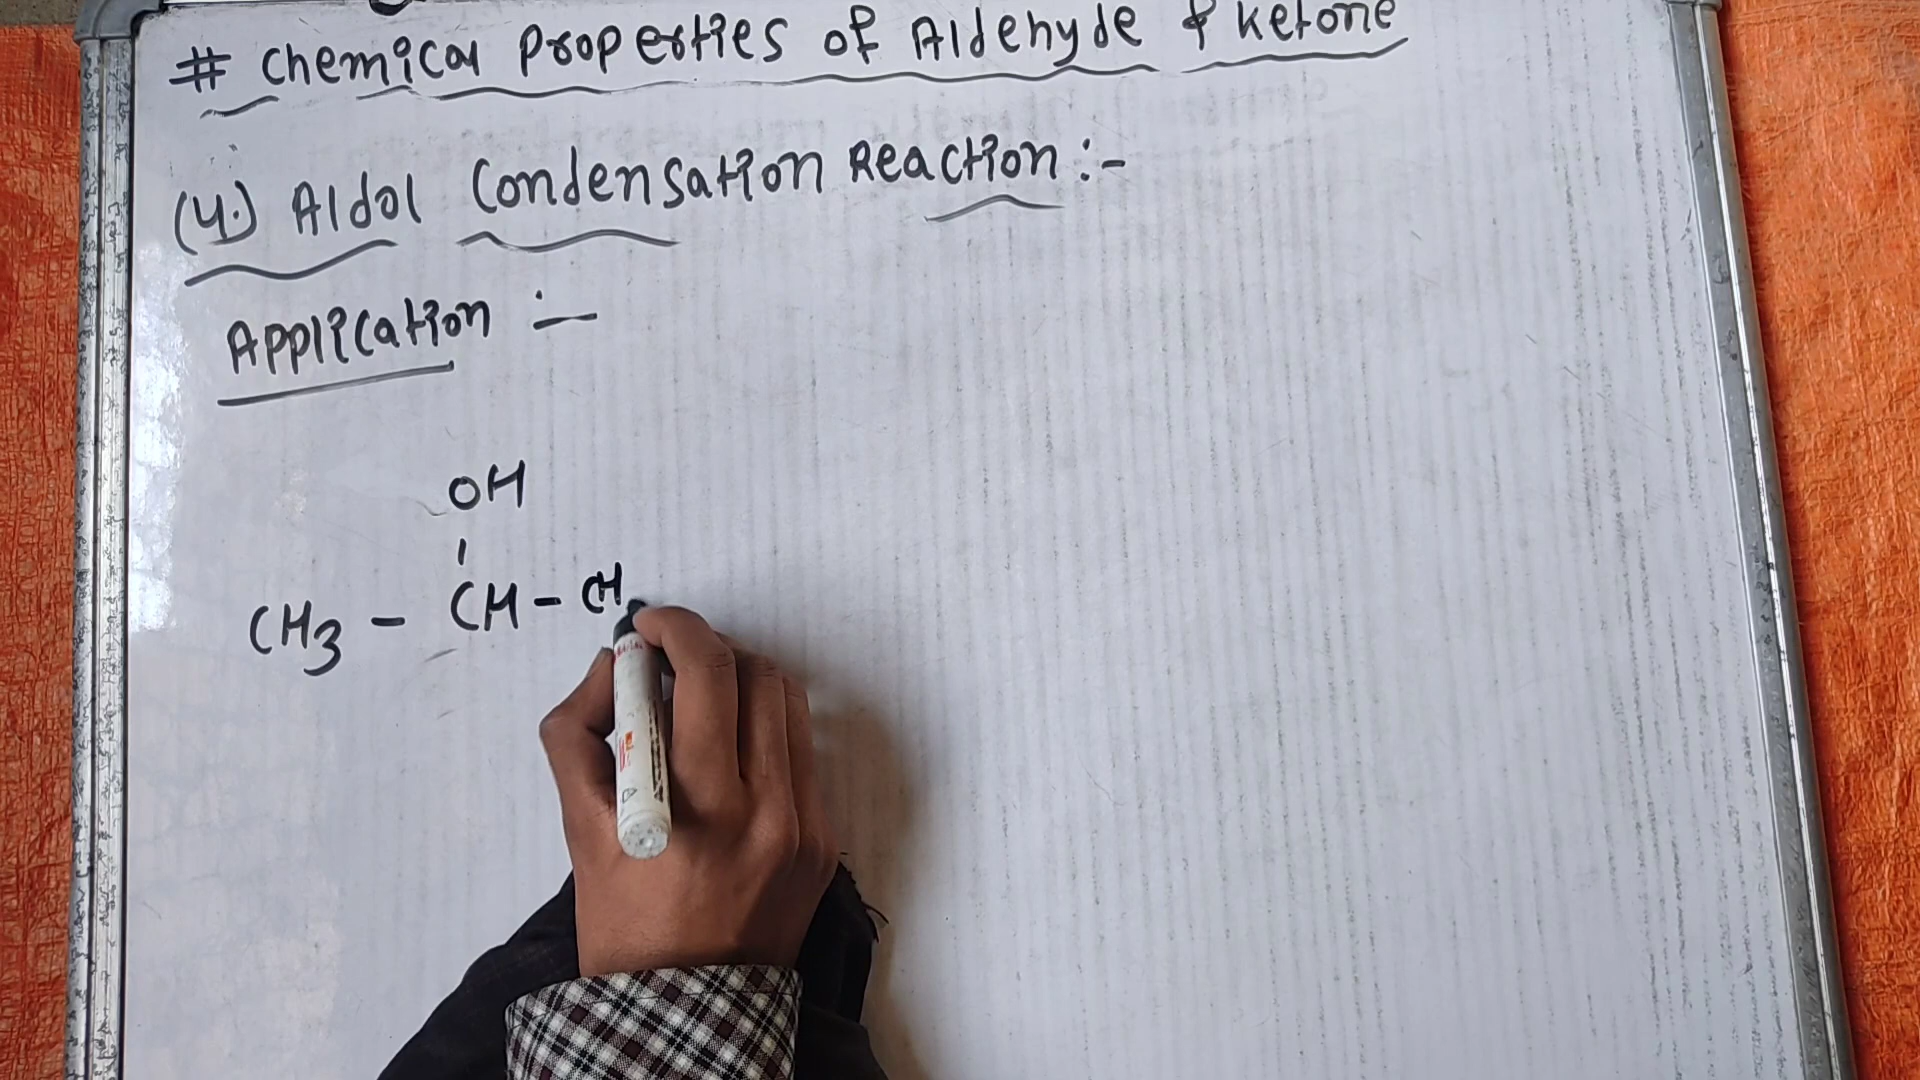 # Chemical Properties of Aldehyde & Ketone
(4.) Aldol Condensation Reaction :-
Application :-
OH
CH3 - CH - CH